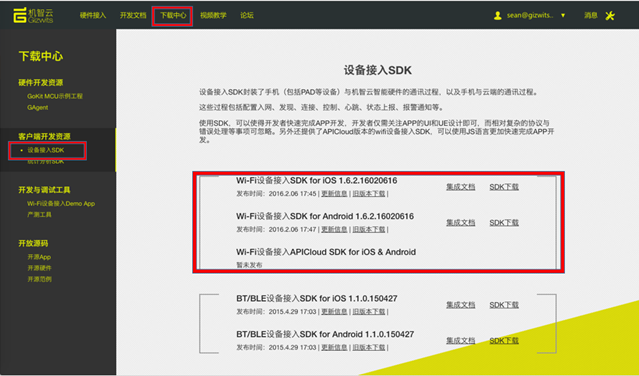 机智云
Gizwits
硬件接入 开发文档 下载中心 视频教学 论坛
sean@gizwits.. ▼ 消息
下载中心
硬件开发资源
GoKit MCU示例工程
GAgent
客户端开发资源
设备接入SDK
统计分析SDK
开发与调试工具
Wi-Fi设备接入Demo App
产测工具
开放源码
开源App
开源硬件
开源范例
设备接入SDK
设备接入SDK封装了手机（包括PAD等设备）与机智云智能硬件的通讯过程，以及手机与云端的通讯过程。
这些过程包括配置入网、发现、连接、控制、心跳、状态上报、报警通知等。
使用SDK，可以使得开发者快速完成APP开发，开发者仅需关注APP的UI和UE设计即可，而相对复杂的协议与
错误处理等事项可忽略。另外还提供了APICloud版本的wifi设备接入SDK，可以使用JS语言更加快速完成APP开
发。
Wi-Fi设备接入SDK for iOS 1.6.2.16020616
集成文档 SDK下载
发布时间：2016.2.06 17:45 | 更新信息 | 旧版本下载 |
Wi-Fi设备接入SDK for Android 1.6.2.16020616
集成文档 SDK下载
发布时间：2016.2.06 17:47 | 更新信息 | 旧版本下载 |
Wi-Fi设备接入APICloud SDK for iOS & Android
暂未发布
BT/BLE设备接入SDK for iOS 1.1.0.150427
集成文档 SDK下载
发布时间：2015.4.29 17:03 | 更新信息 | 旧版本下载 |
BT/BLE设备接入SDK for Android 1.1.0.150427
集成文档 SDK下载
发布时间：2015.4.29 17:03 | 更新信息 | 旧版本下载 |